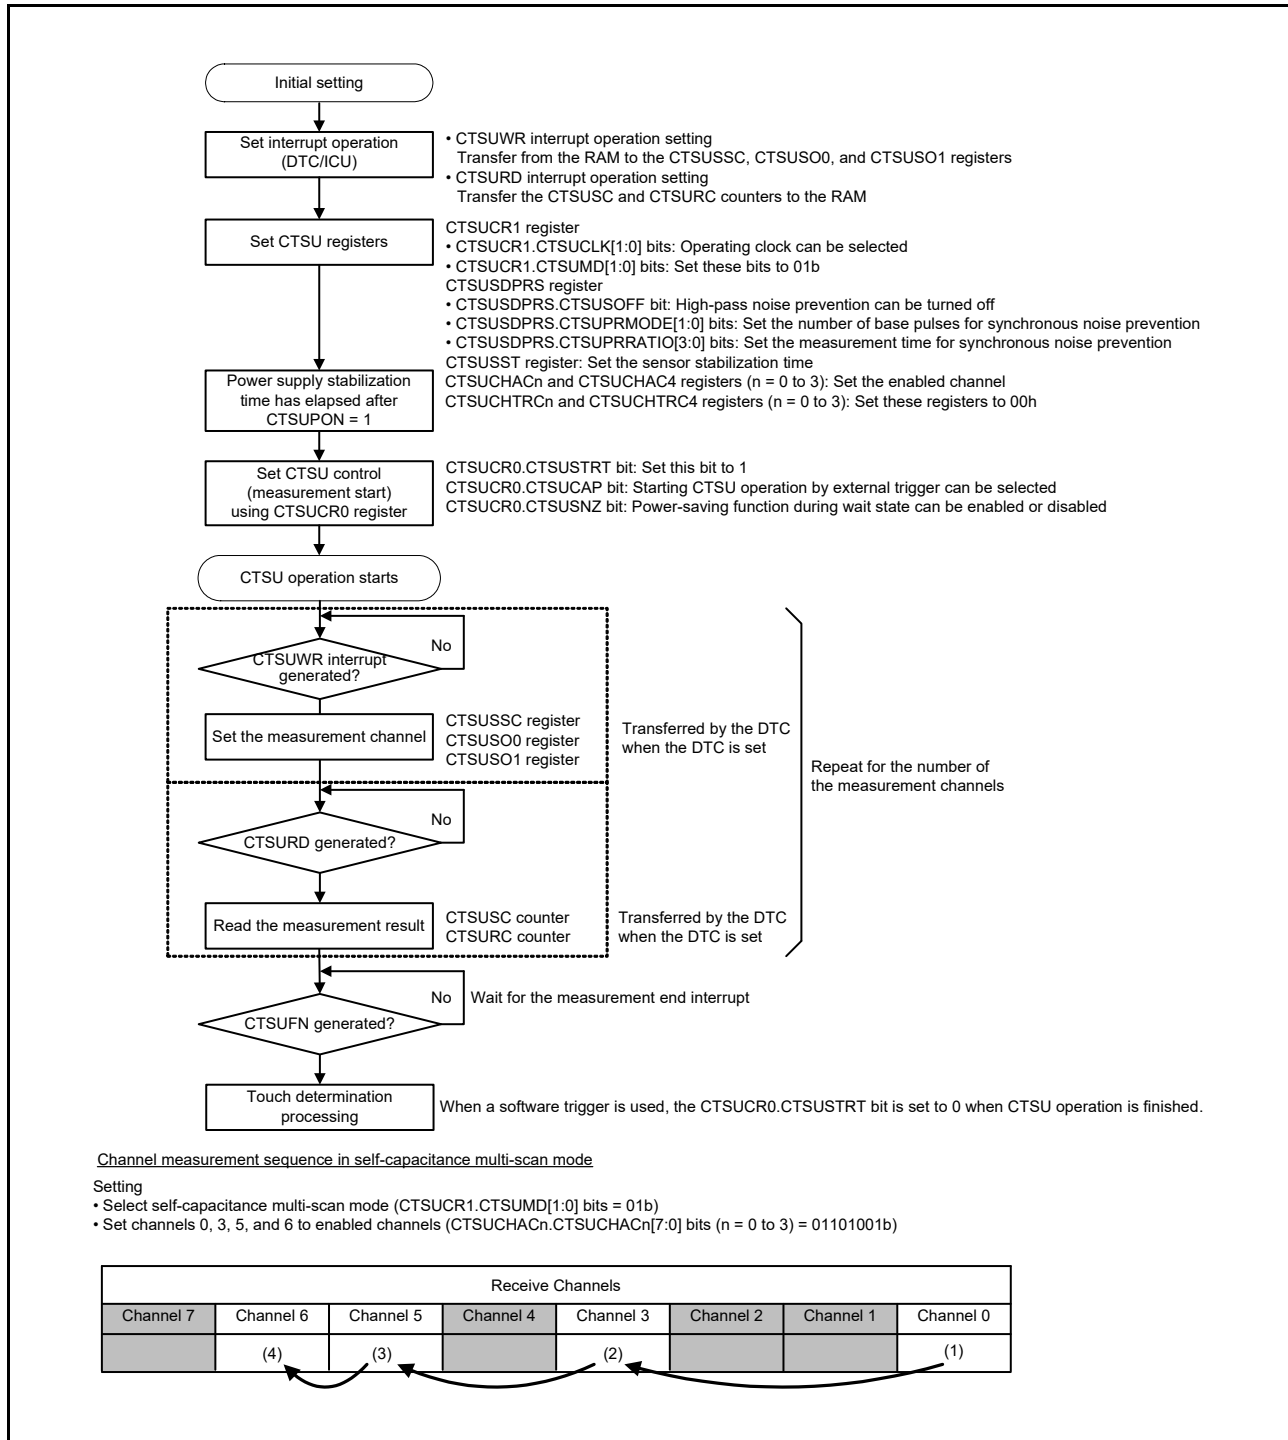 Initial setting
Set interrupt operation
(DTC/ICU)
• CTSUWR interrupt operation setting
Transfer from the RAM to the CTSUSSC, CTSUSO0, and CTSUSO1 registers
• CTSURD interrupt operation setting
Transfer the CTSUSC and CTSURC counters to the RAM
Set CTSU registers
CTSUCR1 register
• CTSUCR1.CTSUCLK[1:0] bits: Operating clock can be selected
• CTSUCR1.CTSUMD[1:0] bits: Set these bits to 01b
CTSUSDPRS register
• CTSUSDPRS.CTSUSOFF bit: High-pass noise prevention can be turned off
• CTSUSDPRS.CTSUPRMODE[1:0] bits: Set the number of base pulses for synchronous noise prevention
• CTSUSDPRS.CTSUPRRATIO[3:0] bits: Set the measurement time for synchronous noise prevention
CTSUSST register: Set the sensor stabilization time
CTSUCHACn and CTSUCHAC4 registers (n = 0 to 3): Set the enabled channel
CTSUCHTRCn and CTSUCHTRC4 registers (n = 0 to 3): Set these registers to 00h
Power supply stabilization
time has elapsed after
CTSUPON = 1
Set CTSU control
(measurement start)
using CTSUCR0 register
CTSUCR0.CTSUSTRT bit: Set this bit to 1
CTSUCR0.CTSUCAP bit: Starting CTSU operation by external trigger can be selected
CTSUCR0.CTSUSNZ bit: Power-saving function during wait state can be enabled or disabled
CTSU operation starts
No
CTSUWR interrupt
generated?
Set the measurement channel
CTSUSSC register
CTSUSO0 register
CTSUSO1 register
Transferred by the DTC
when the DTC is set
Repeat for the number of
the measurement channels
No
CTSURD generated?
Read the measurement result
CTSUSC counter
CTSURC counter
Transferred by the DTC
when the DTC is set
No
Wait for the measurement end interrupt
CTSUFN generated?
Touch determination
processing
When a software trigger is used, the CTSUCR0.CTSUSTRT bit is set to 0 when CTSU operation is finished.
Channel measurement sequence in self-capacitance multi-scan mode
Setting
• Select self-capacitance multi-scan mode (CTSUCR1.CTSUMD[1:0] bits = 01b)
• Set channels 0, 3, 5, and 6 to enabled channels (CTSUCHACn.CTSUCHACn[7:0] bits (n = 0 to 3) = 01101001b)
Receive Channels
Channel 7 Channel 6 Channel 5 Channel 4 Channel 3 Channel 2 Channel 1 Channel 0
(4) (3) (2) (1)